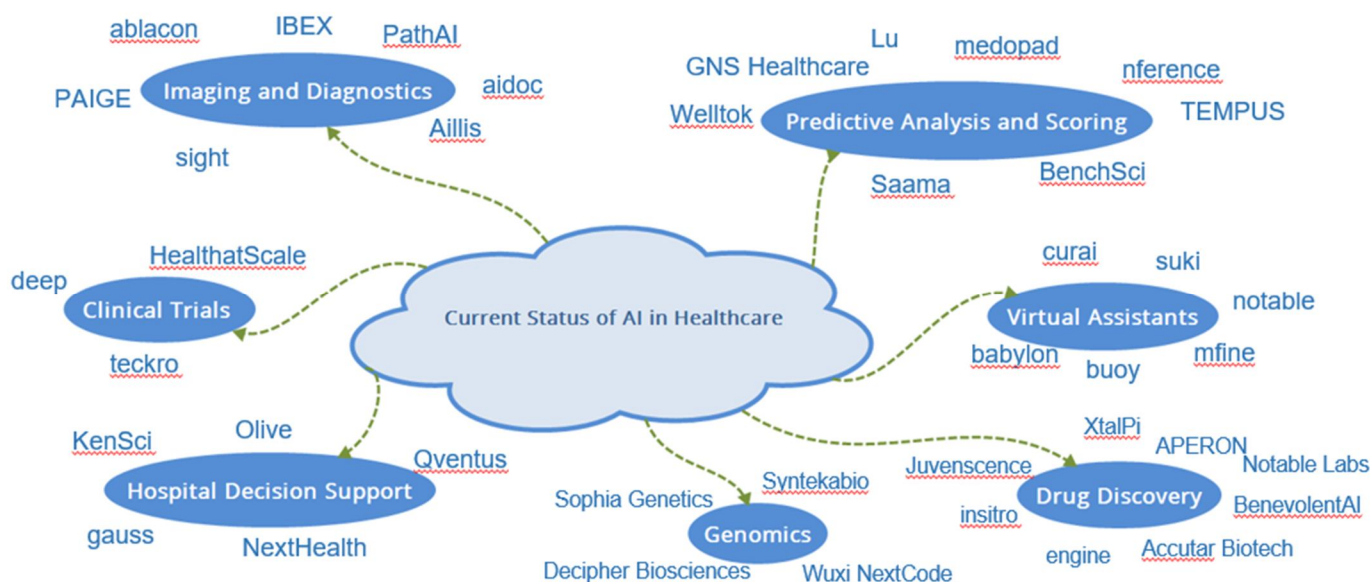 ablacon
IBEX
PathAI
PAIGE
Imaging and Diagnostics
aidoc
Aillis
sight
Lu
medopad
GNS Healthcare
nference
Welltok
Predictive Analysis and Scoring
TEMPUS
Saama
BenchSci
Current Status of AI in Healthcare
HealthatScale
deep
Clinical Trials
teckro
curai
suki
notable
Virtual Assistants
babylon
buoy
mfine
KenSci
Olive
Qventus
Hospital Decision Support
gauss
NextHealth
Sophia Genetics
Syntekabio
Genomics
Decipher Biosciences
Wuxi NextCode
XtalPi
APERON
Notable Labs
Juvenscence
Drug Discovery
BenevolentAI
insitro
engine
Accutar Biotech